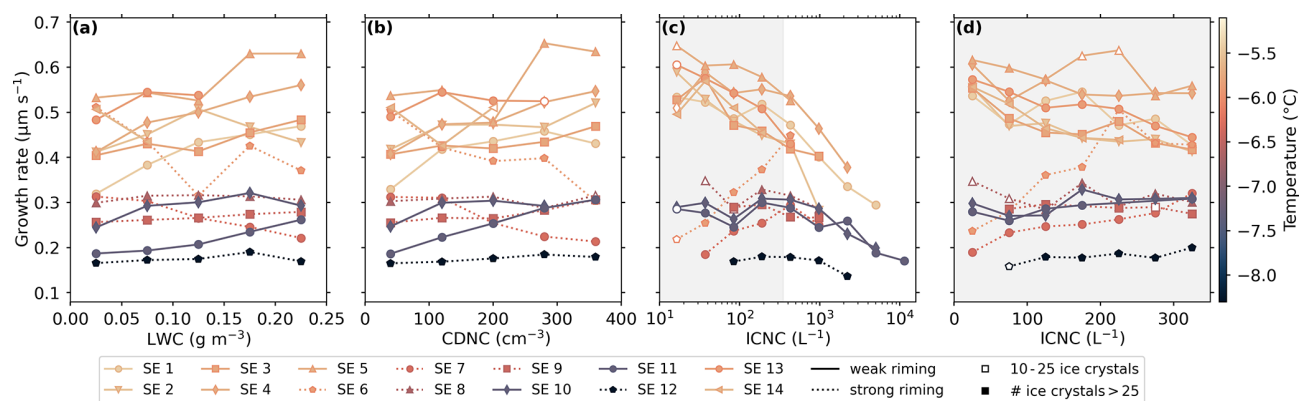 (a)
(b)
(c)
(d)
Growth rate (μm s⁻¹)
0.7
0.6
0.5
0.4
0.3
0.2
0.1
0.00 0.05 0.10 0.15 0.20 0.25
LWC (g m⁻³)
0 120 240 360 400
CDNC (cm⁻³)
10¹ 10² 10³ 10⁴
ICNC (L⁻¹)
0 100 200 300
ICNC (L⁻¹)
−5.5
−6.0
−6.5
−7.0
−7.5
−8.0
Temperature (°C)
SE 1 SE 3 SE 5 SE 7 SE 9 SE 11 SE 13 weak riming 10-25 ice crystals
SE 2 SE 4 SE 6 SE 8 SE 10 SE 12 SE 14 strong riming # ice crystals > 25